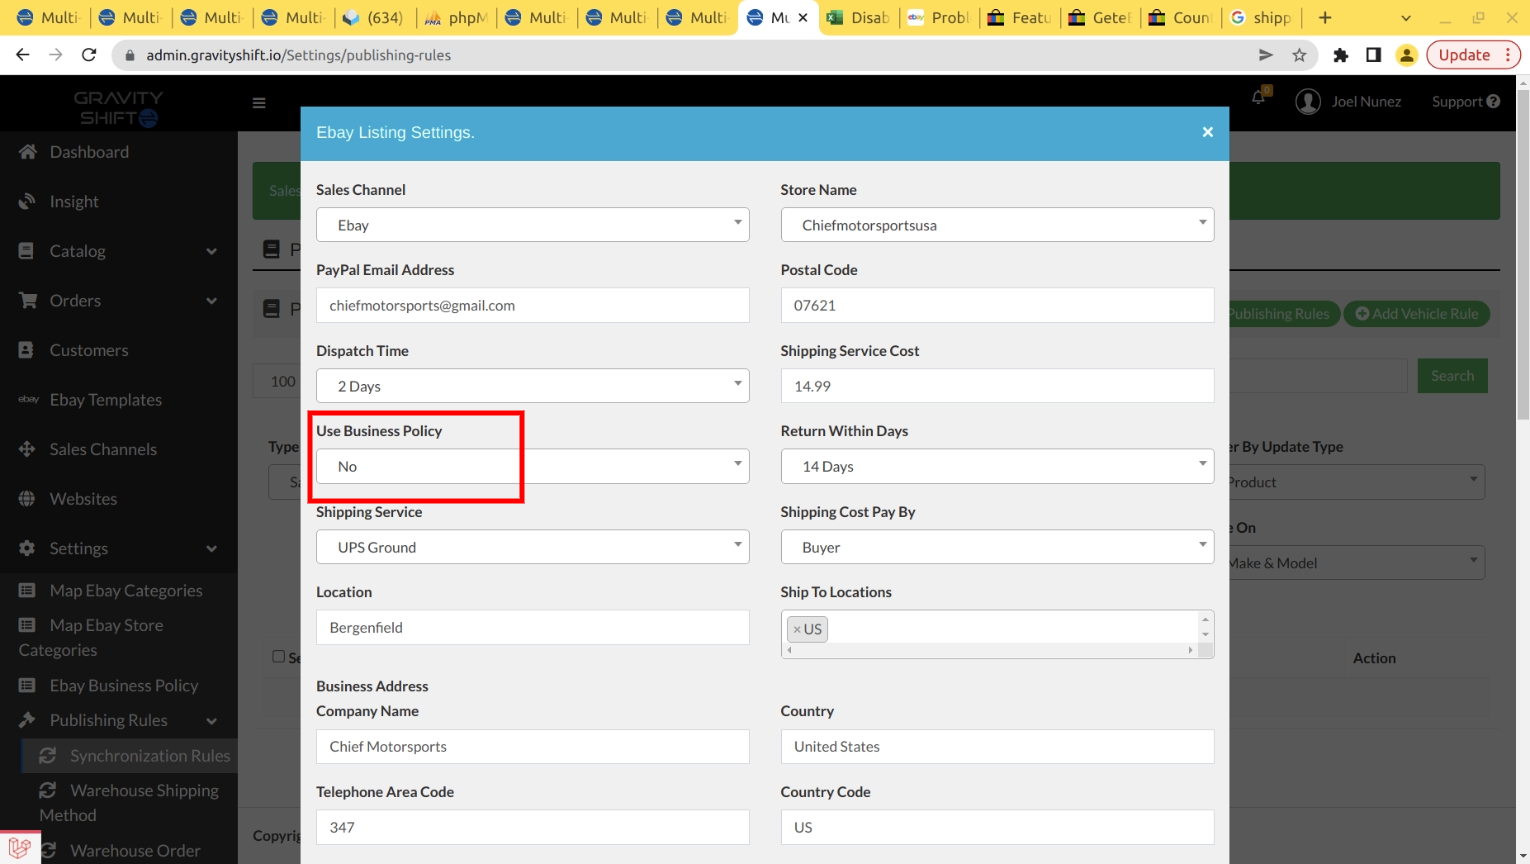 Multi-
Multi-
Multi-
Multi-
(634)
phpM
Multi-
Multi-
Multi-
Mu
Disab
Probl
Featu
GeteB
Coun
shipp
admin.gravityshift.io/Settings/publishing-rules
Update
GRAVITY
SHIFT
0
Joel Nunez
Support
Dashboard
Insight
Catalog
Orders
Customers
ebay Ebay Templates
Sales Channels
Websites
Settings
Map Ebay Categories
Map Ebay Store
Categories
Ebay Business Policy
Publishing Rules
Synchronization Rules
Warehouse Shipping
Method
Warehouse Order
Ebay Listing Settings.
×
Sales Channel
Store Name
Ebay
Chiefmotorsportsusa
PayPal Email Address
Postal Code
chiefmotorsports@gmail.com
07621
Dispatch Time
Shipping Service Cost
2 Days
14.99
Use Business Policy
Return Within Days
No
14 Days
Shipping Service
Shipping Cost Pay By
UPS Ground
Buyer
Location
Ship To Locations
Bergenfield
×US
Business Address
Company Name
Country
Chief Motorsports
United States
Telephone Area Code
Country Code
347
US
Sales
P
P
Publishing Rules
Add Vehicle Rule
100
Search
Type
er By Update Type
Sa
Product
e On
Make & Model
Se
Action
Copyrig